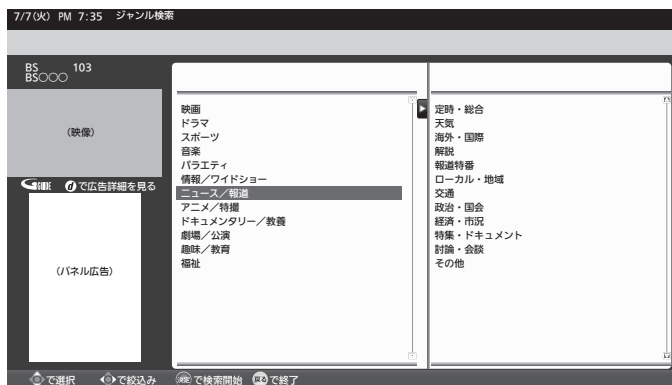 7/7(火) PM 7:35 ジャンル検索
BS 103
BS○○○
(映像)
GGUIDE dで広告詳細を見る
(パネル広告)
映画
ドラマ
スポーツ
音楽
バラエティ
情報／ワイドショー
ニュース／報道
アニメ／特撮
ドキュメンタリー／教養
劇場／公演
趣味／教育
福祉
定時・総合
天気
海外・国際
解説
報道特番
ローカル・地域
交通
政治・国会
経済・市況
特集・ドキュメント
討論・会談
その他
で選択 で絞込み 決定で検索開始 戻るで終了